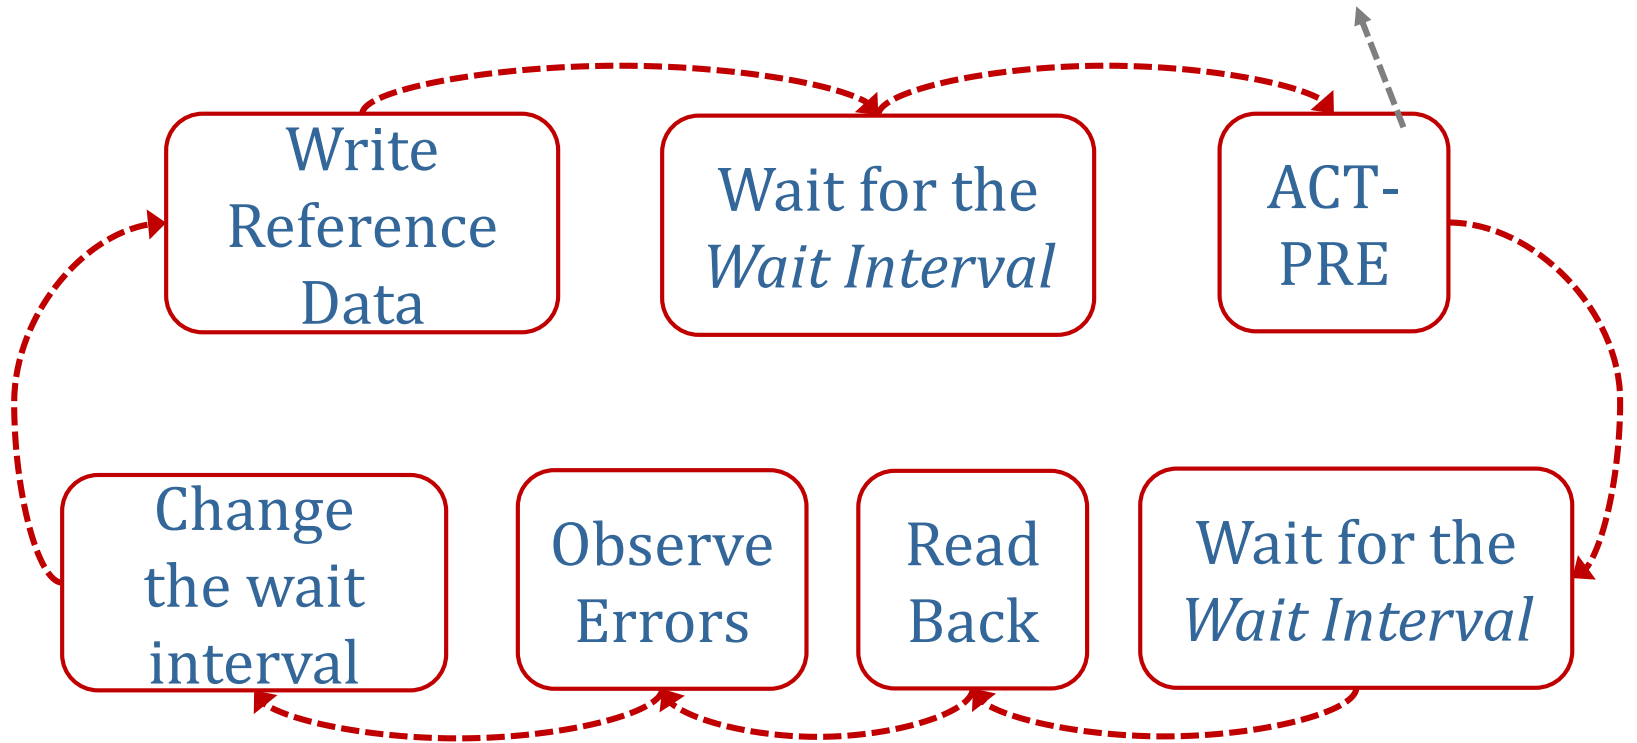 Write
Reference
Data
Wait for the
Wait Interval
ACT-
PRE
Change
the wait
interval
Observe
Errors
Read
Back
Wait for the
Wait Interval